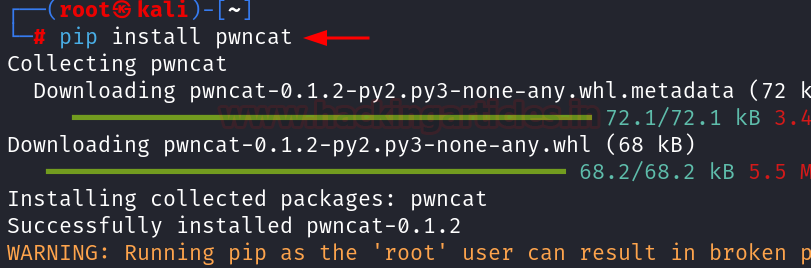 ┌──(root㉿kali)-[~]
└─# pip install pwncat
Collecting pwncat
Downloading pwncat-0.1.2-py2.py3-none-any.whl.metadata (72 k
www.hackingarticles.in
72.1/72.1 kB 3.4
Downloading pwncat-0.1.2-py2.py3-none-any.whl (68 kB)
68.2/68.2 kB 5.5 M
Installing collected packages: pwncat
Successfully installed pwncat-0.1.2
WARNING: Running pip as the 'root' user can result in broken p